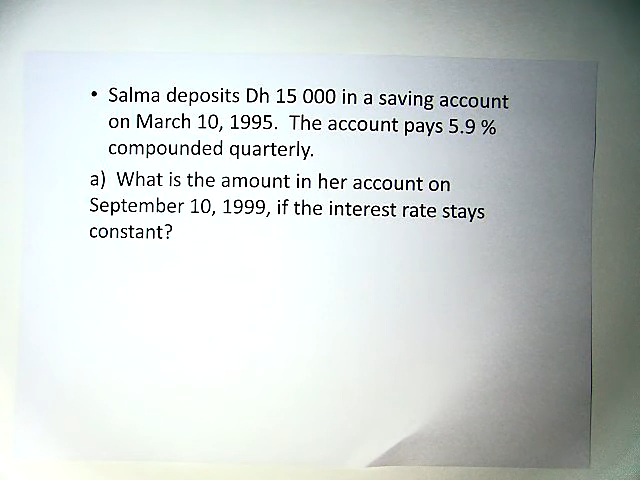 • Salma deposits Dh 15 000 in a saving account
on March 10, 1995. The account pays 5.9 %
compounded quarterly.
a) What is the amount in her account on
September 10, 1999, if the interest rate stays
constant?